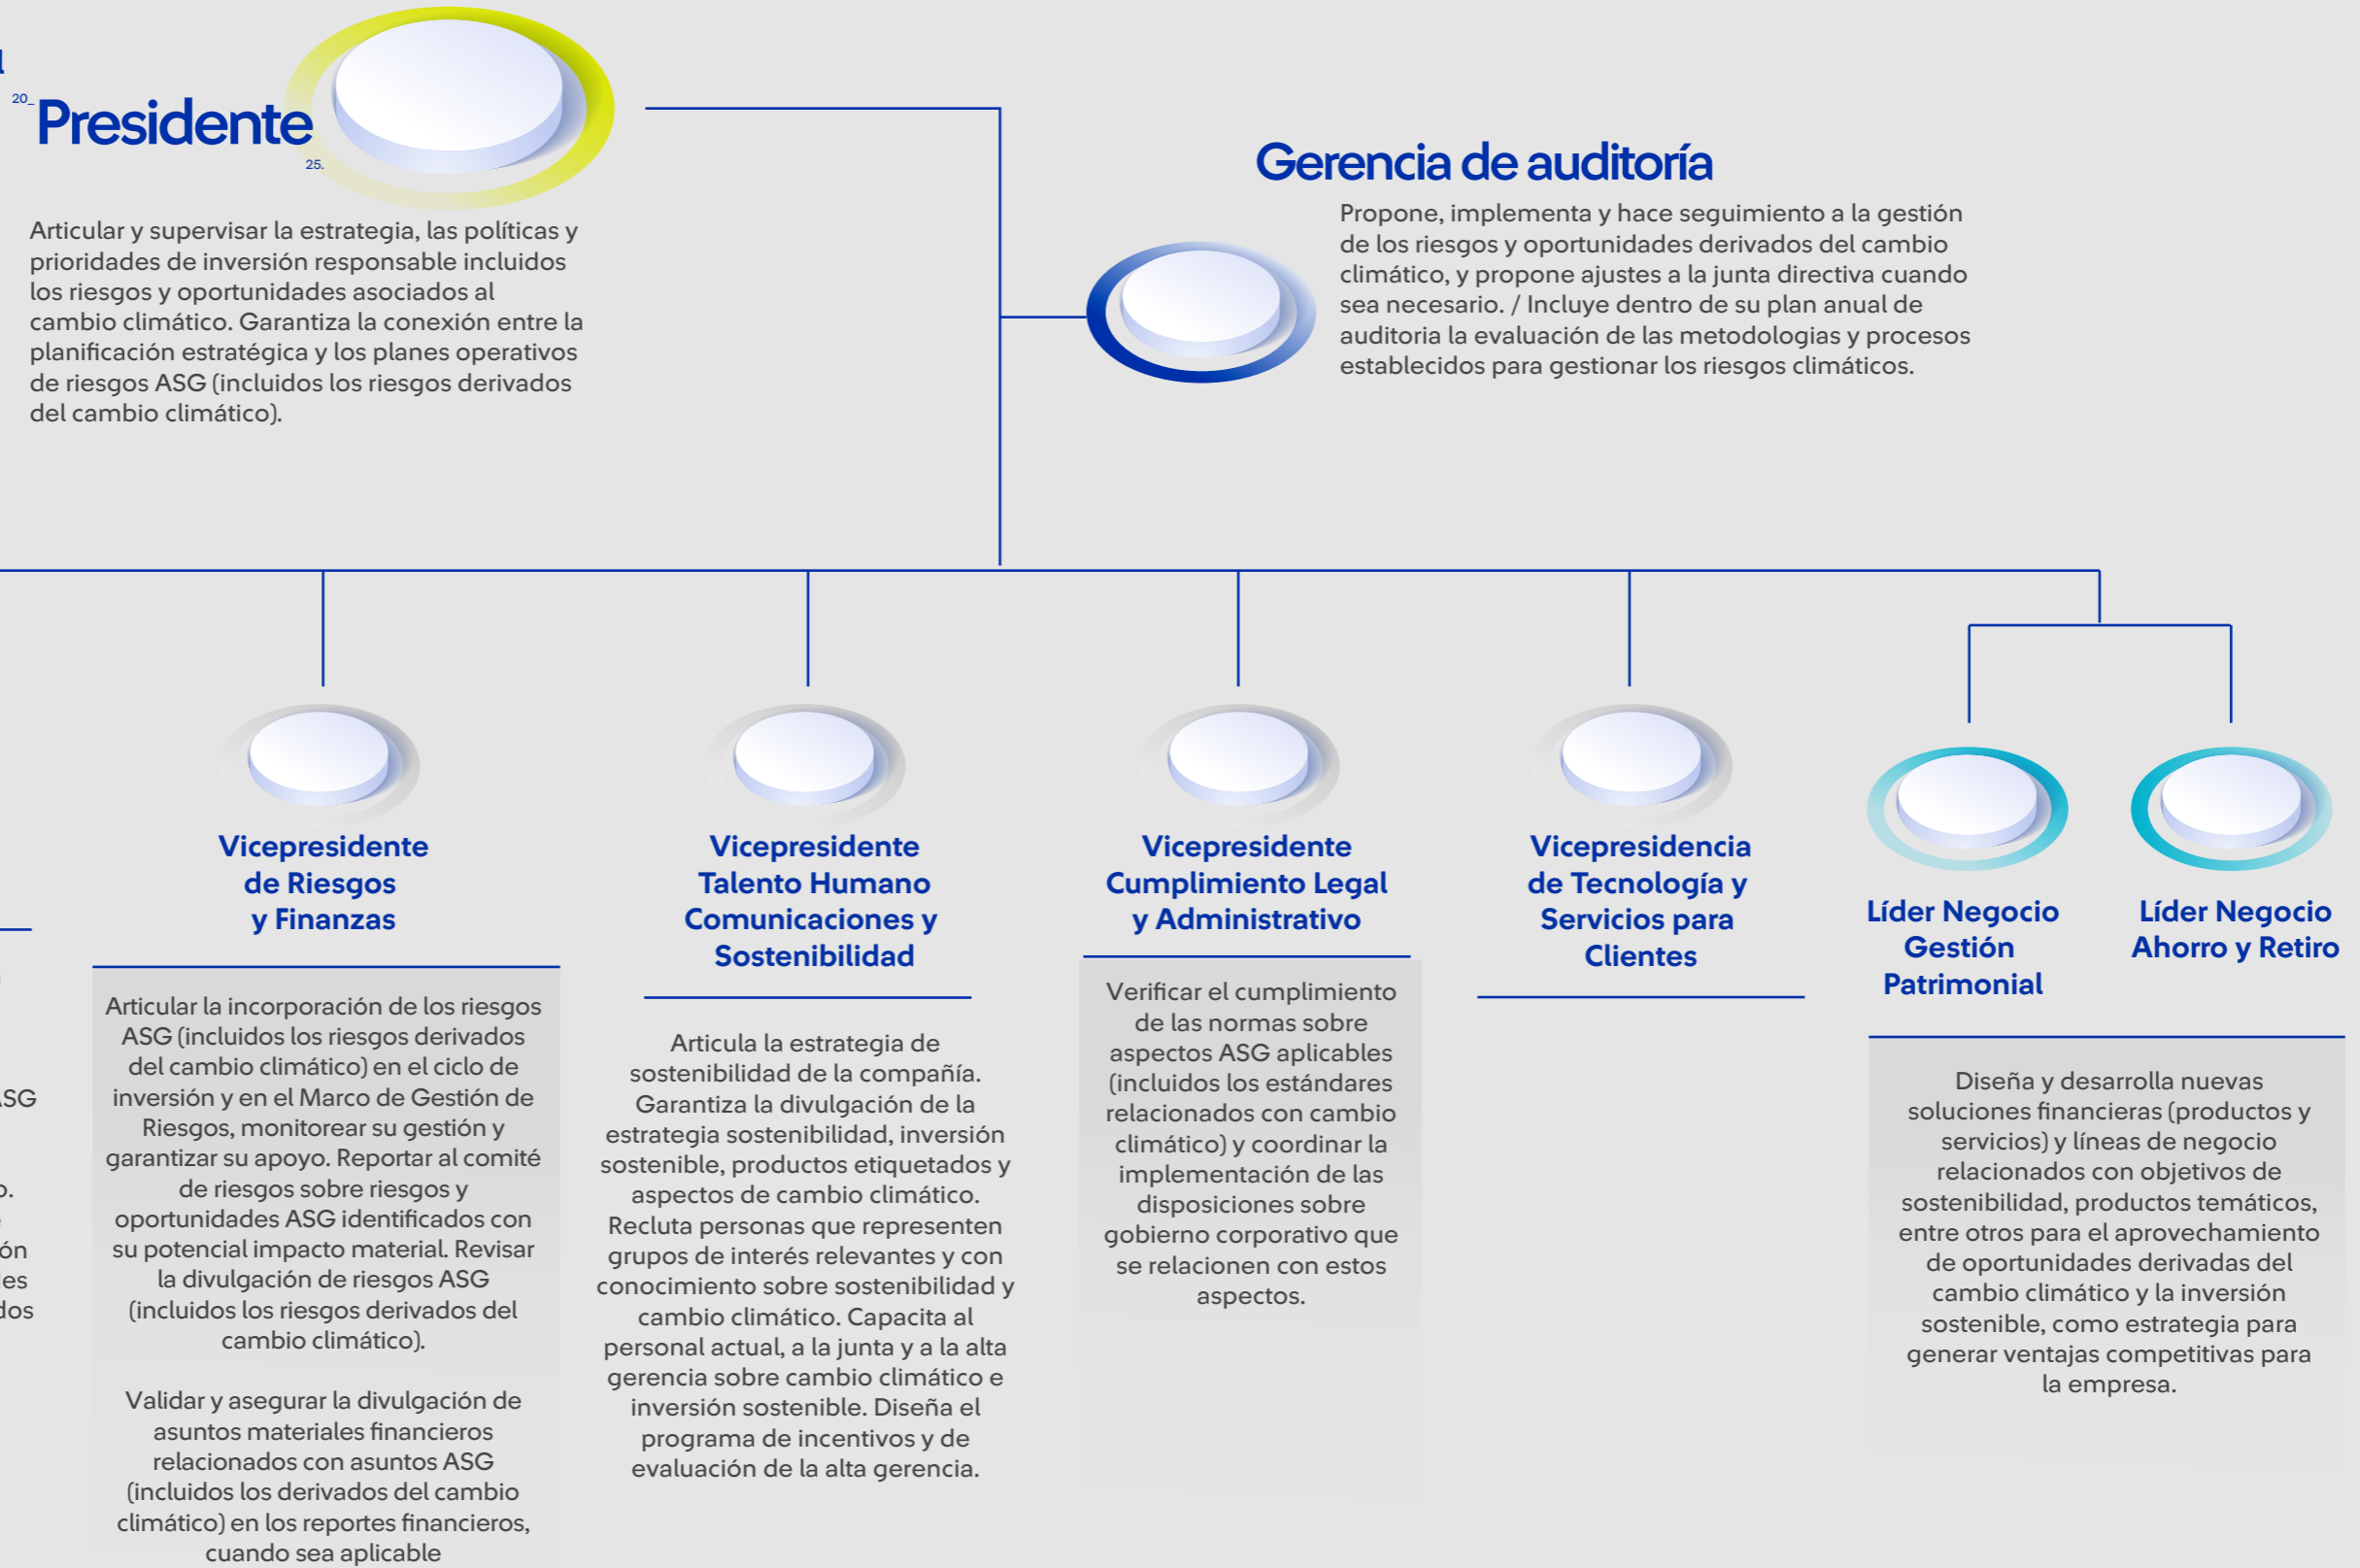 20_
Presidente
25.
Articular y supervisar la estrategia, las políticas y
prioridades de inversión responsable incluidos
los riesgos y oportunidades asociados al
cambio climático. Garantiza la conexión entre la
planificación estratégica y los planes operativos
de riesgos ASG (incluidos los riesgos derivados
del cambio climático).
Gerencia de auditoría
Propone, implementa y hace seguimiento a la gestión
de los riesgos y oportunidades derivados del cambio
climático, y propone ajustes a la junta directiva cuando
sea necesario. / Incluye dentro de su plan anual de
auditoria la evaluación de las metodologias y procesos
establecidos para gestionar los riesgos climáticos.
Vicepresidente
de Riesgos
y Finanzas
Articular la incorporación de los riesgos
ASG (incluidos los riesgos derivados
del cambio climático) en el ciclo de
inversión y en el Marco de Gestión de
Riesgos, monitorear su gestión y
garantizar su apoyo. Reportar al comité
de riesgos sobre riesgos y
oportunidades ASG identificados con
su potencial impacto material. Revisar
la divulgación de riesgos ASG
(incluidos los riesgos derivados del
cambio climático).
Validar y asegurar la divulgación de
asuntos materiales financieros
relacionados con asuntos ASG
(incluidos los derivados del cambio
climático) en los reportes financieros,
cuando sea aplicable
Vicepresidente
Talento Humano
Comunicaciones y
Sostenibilidad
Articula la estrategia de
sostenibilidad de la compañía.
Garantiza la divulgación de la
estrategia sostenibilidad, inversión
sostenible, productos etiquetados y
aspectos de cambio climático.
Recluta personas que representen
grupos de interés relevantes y con
conocimiento sobre sostenibilidad y
cambio climático. Capacita al
personal actual, a la junta y a la alta
gerencia sobre cambio climático e
inversión sostenible. Diseña el
programa de incentivos y de
evaluación de la alta gerencia.
Vicepresidente
Cumplimiento Legal
y Administrativo
Verificar el cumplimiento
de las normas sobre
aspectos ASG aplicables
(incluidos los estándares
relacionados con cambio
climático) y coordinar la
implementación de las
disposiciones sobre
gobierno corporativo que
se relacionen con estos
aspectos.
Vicepresidencia
de Tecnología y
Servicios para
Clientes
Líder Negocio
Gestión
Patrimonial
Líder Negocio
Ahorro y Retiro
Diseña y desarrolla nuevas
soluciones financieras (productos y
servicios) y líneas de negocio
relacionados con objetivos de
sostenibilidad, productos temáticos,
entre otros para el aprovechamiento
de oportunidades derivadas del
cambio climático y la inversión
sostenible, como estrategia para
generar ventajas competitivas para
la empresa.